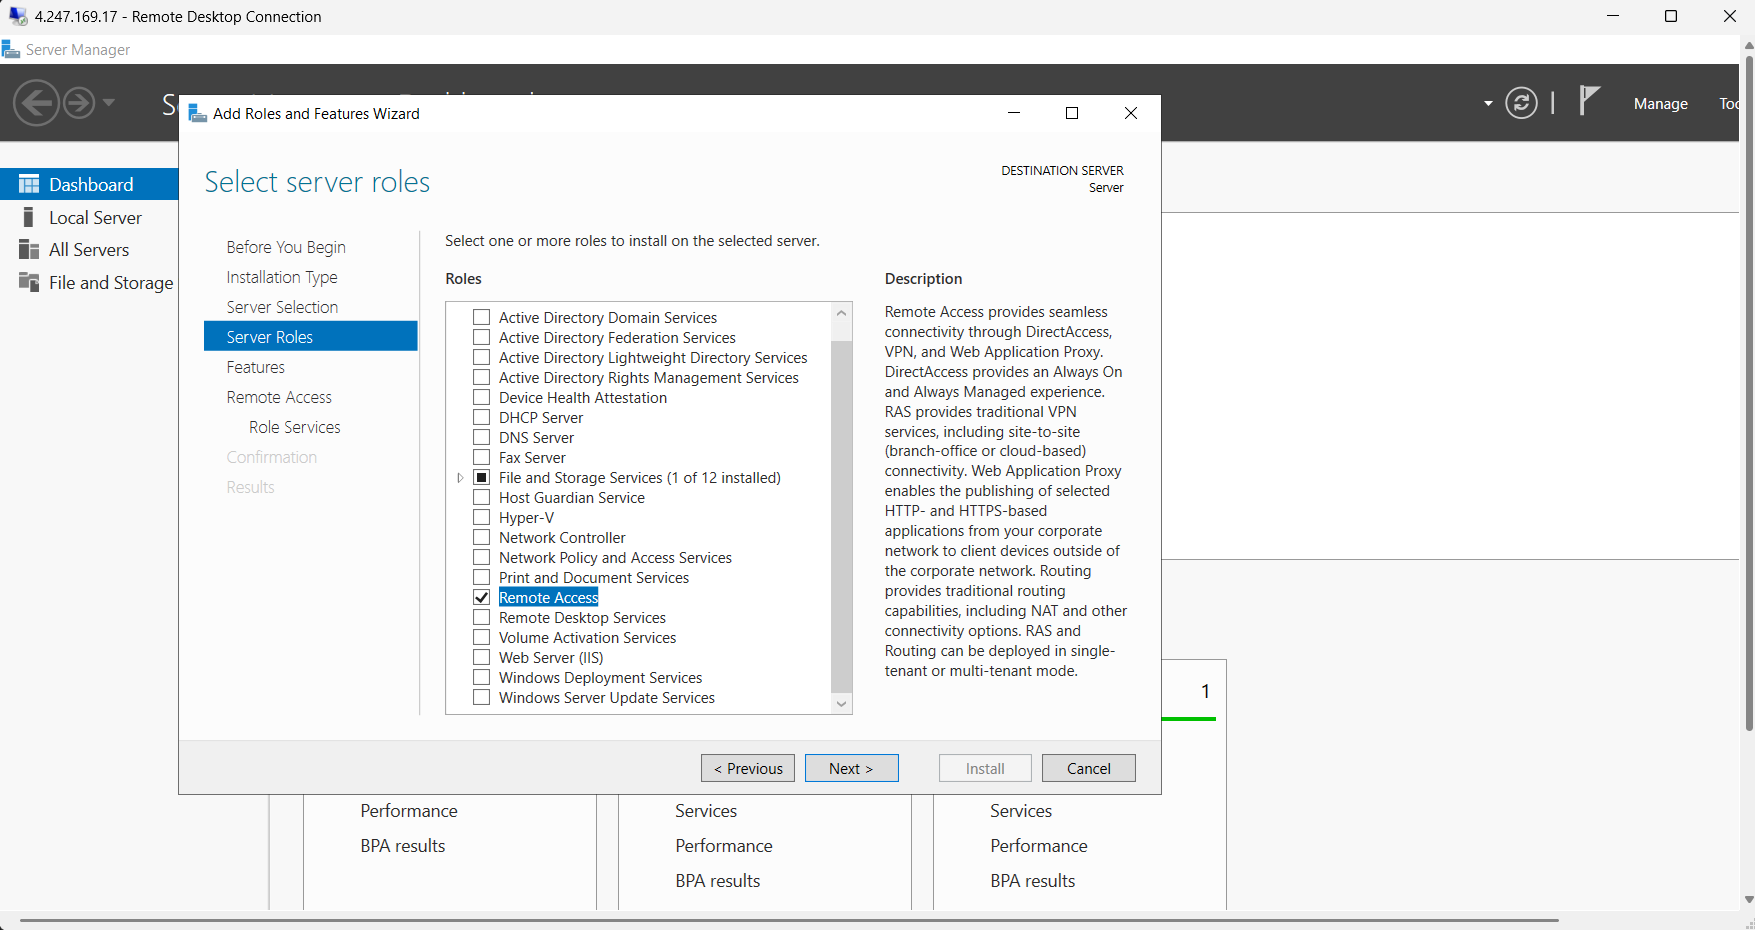 4.247.169.17 - Remote Desktop Connection
Server Manager
Manage
Dashboard
Local Server
All Servers
File and Storage
Add Roles and Features Wizard
Select server roles
DESTINATION SERVER
Server
Before You Begin
Installation Type
Server Selection
Server Roles
Features
Remote Access
Role Services
Confirmation
Results
Select one or more roles to install on the selected server.
Roles
Active Directory Domain Services
Active Directory Federation Services
Active Directory Lightweight Directory Services
Active Directory Rights Management Services
Device Health Attestation
DHCP Server
DNS Server
Fax Server
File and Storage Services (1 of 12 installed)
Host Guardian Service
Hyper-V
Network Controller
Network Policy and Access Services
Print and Document Services
Remote Access
Remote Desktop Services
Volume Activation Services
Web Server (IIS)
Windows Deployment Services
Windows Server Update Services
Description
Remote Access provides seamless
connectivity through DirectAccess,
VPN, and Web Application Proxy.
DirectAccess provides an Always On
and Always Managed experience.
RAS provides traditional VPN
services, including site-to-site
(branch-office or cloud-based)
connectivity. Web Application Proxy
enables the publishing of selected
HTTP- and HTTPS-based
applications from your corporate
network to client devices outside of
the corporate network. Routing
provides traditional routing
capabilities, including NAT and other
connectivity options. RAS and
Routing can be deployed in single-
tenant or multi-tenant mode.
< Previous
Next >
Install
Cancel
1
Performance
BPA results
Services
Performance
BPA results
Services
Performance
BPA results